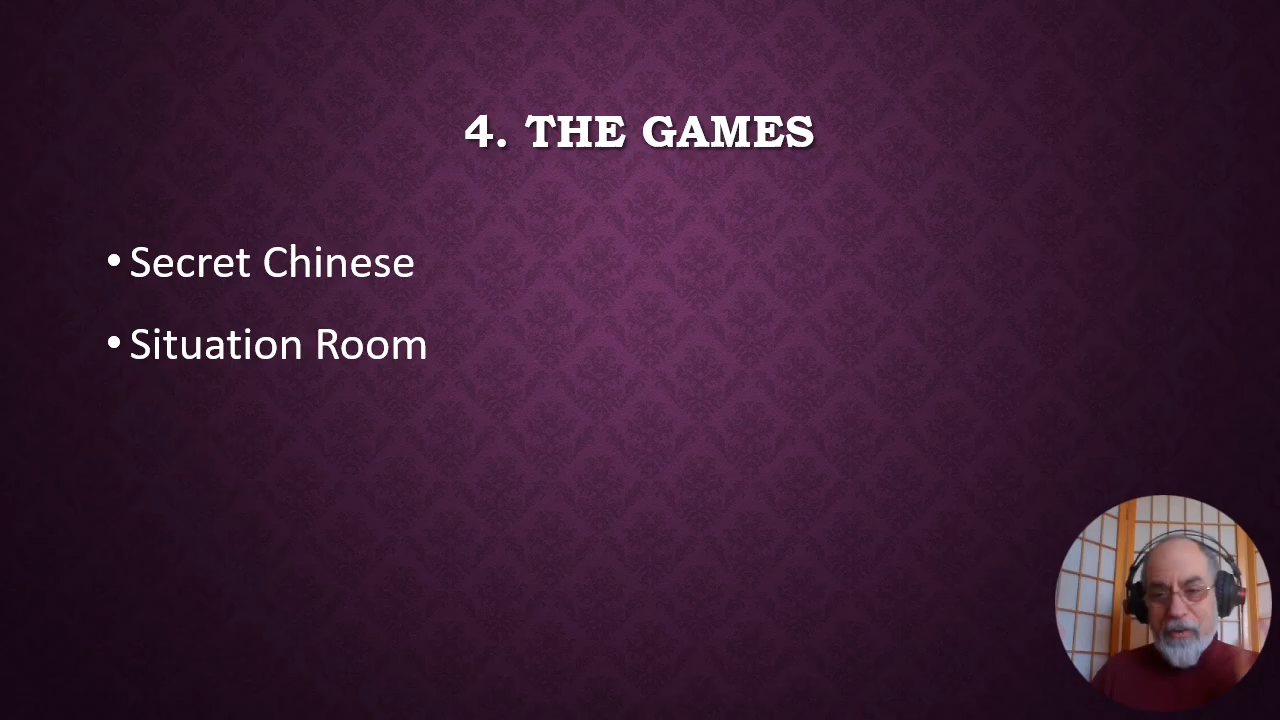 4. THE GAMES
• Secret Chinese
• Situation Room